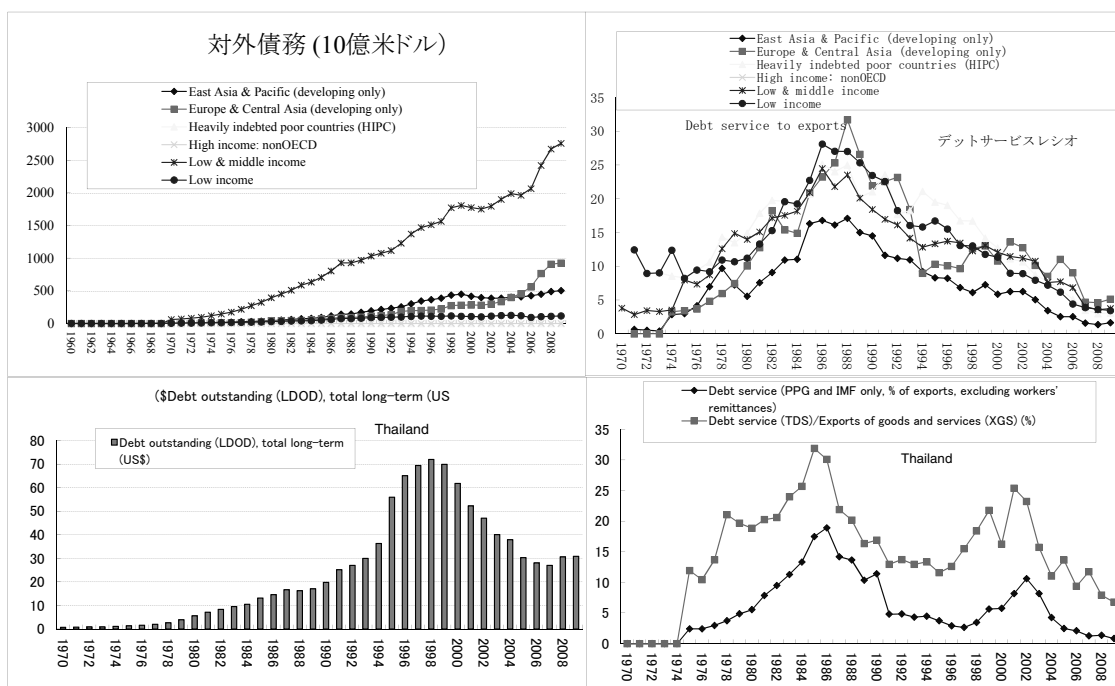 対外債務 (10億米ドル)
East Asia & Pacific (developing only)
Europe & Central Asia (developing only)
Heavily indebted poor countries (HIPC)
High income: nonOECD
Low & middle income
Low income
3000
2500
2000
1500
1000
500
0
1960 1962 1964 1966 1968 1970 1972 1974 1976 1978 1980 1982 1984 1986 1988 1990 1992 1994 1996 1998 2000 2002 2004 2006 2008
East Asia & Pacific (developing only)
Europe & Central Asia (developing only)
Heavily indebted poor countries (HIPC)
High income: nonOECD
Low & middle income
Low income
Debt service to exports
デットサービスレシオ
35
30
25
20
15
10
5
0
1970 1972 1974 1976 1978 1980 1982 1984 1986 1988 1990 1992 1994 1996 1998 2000 2002 2004 2006 2008
($Debt outstanding (LDOD), total long-term (US
Thailand
Debt outstanding (LDOD), total long-term
(US$)
80
70
60
50
40
30
20
10
0
1970 1972 1974 1976 1978 1980 1982 1984 1986 1988 1990 1992 1994 1996 1998 2000 2002 2004 2006 2008
Debt service (PPG and IMF only, % of exports, excluding workers'
remittances)
Debt service (TDS)/Exports of goods and services (XGS) (%)
Thailand
35
30
25
20
15
10
5
0
1970 1972 1974 1976 1978 1980 1982 1984 1986 1988 1990 1992 1994 1996 1998 2000 2002 2004 2006 2008